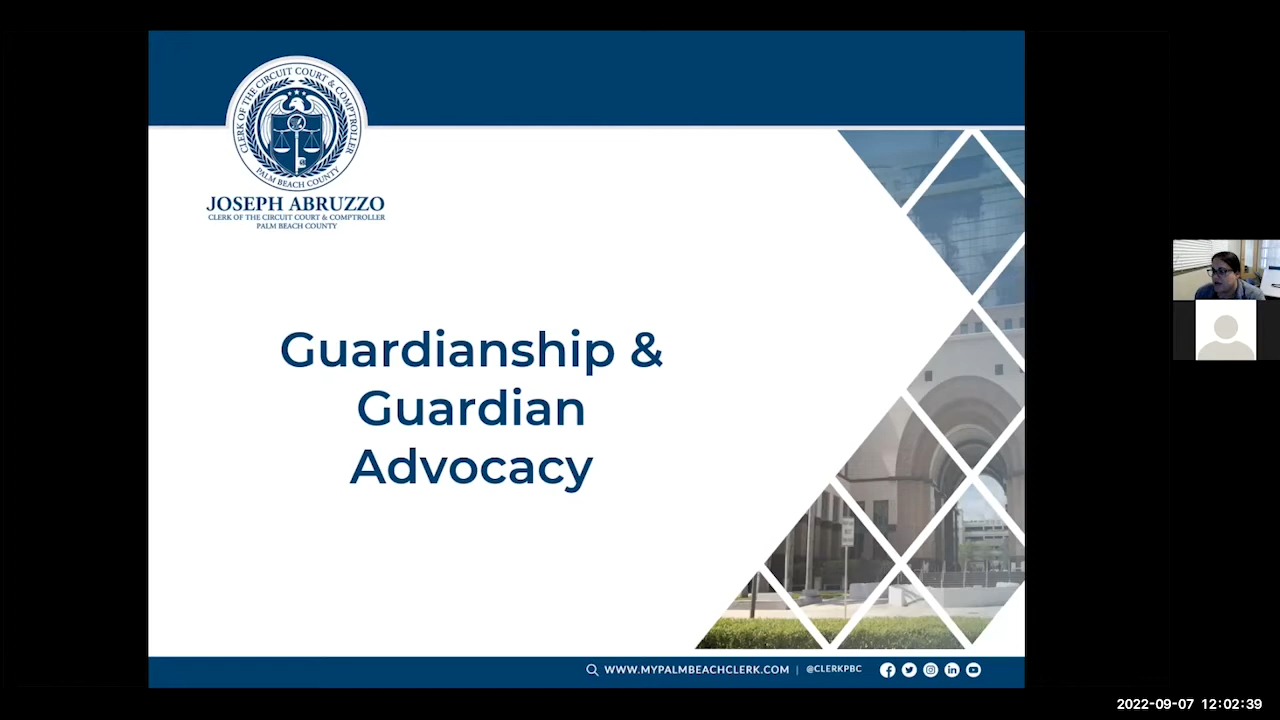 CLERK OF THE CIRCUIT COURT & COMPTROLLER
PALM BEACH COUNTY
JOSEPH ABRUZZO
CLERK OF THE CIRCUIT COURT & COMPTROLLER
PALM BEACH COUNTY
Guardianship &
Guardian
Advocacy
WWW.MYPALMBEACHCLERK.COM | @CLERKPBC
2022-09-07 12:02:39